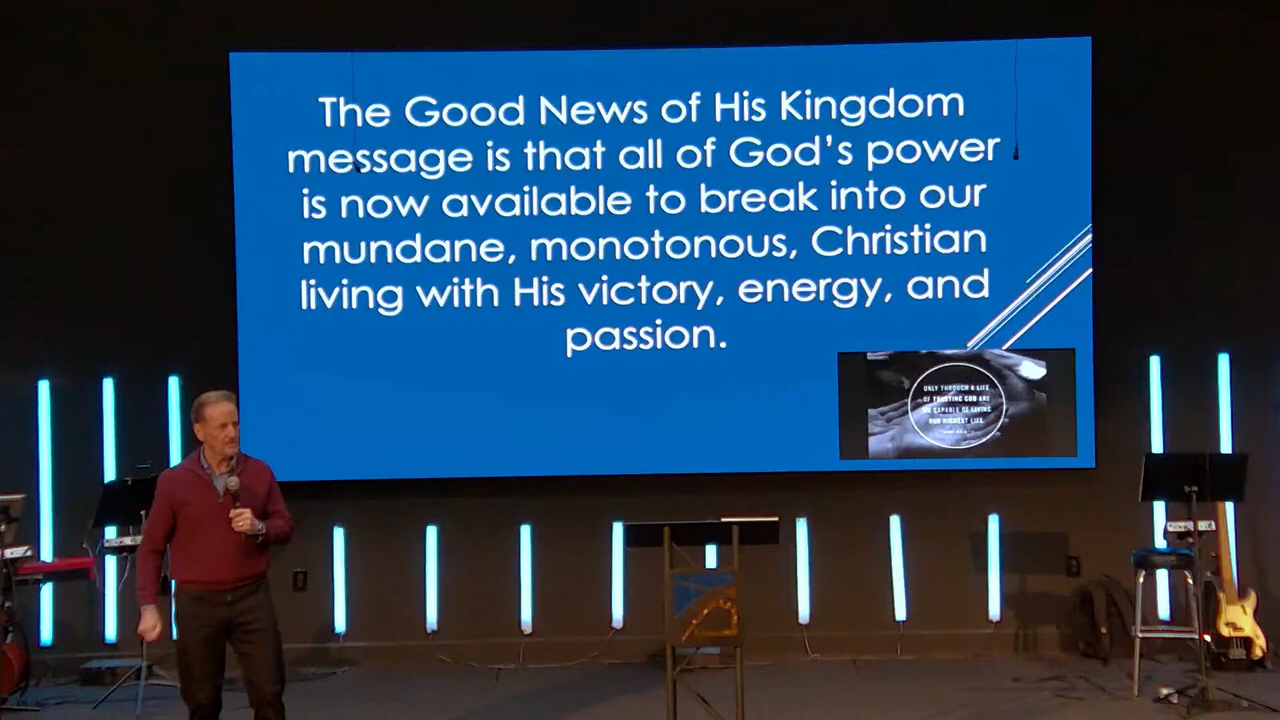 The Good News of His Kingdom
message is that all of God's power
is now available to break into our
mundane, monotonous, Christian
living with His victory, energy, and
passion.
ONLY THROUGH A LIFE
OF TRUSTING GOD ARE
CAPABLE OF LIVING
OUR HIGHEST LIFE.